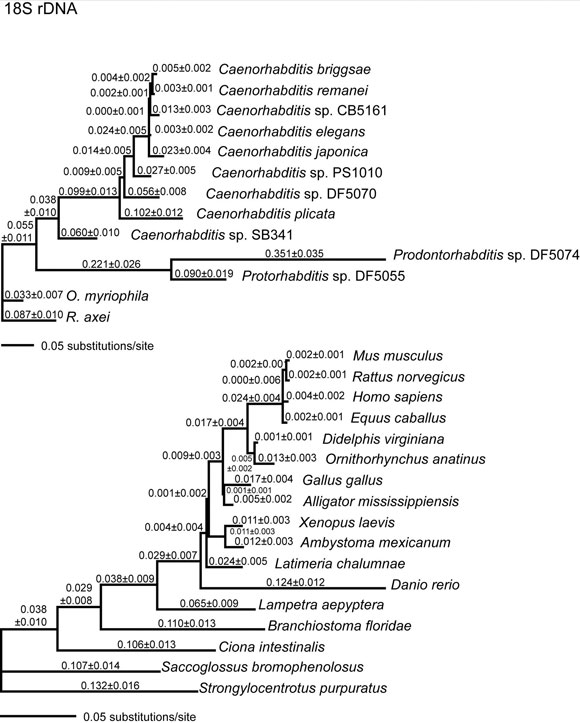 18S rDNA
0.005±0.002 Caenorhabditis briggsae
0.004±0.002
0.003±0.001 Caenorhabditis remanei
0.002±0.001
0.000±0.001 0.013±0.003 Caenorhabditis sp. CB5161
0.024±0.005 0.003±0.002 Caenorhabditis elegans
0.014±0.005 0.023±0.004 Caenorhabditis japonica
0.009±0.005 0.027±0.005 Caenorhabditis sp. PS1010
0.099±0.013 0.056±0.008 Caenorhabditis sp. DF5070
0.038
±0.010 0.102±0.012 Caenorhabditis plicata
0.055
±0.011 0.060±0.010 Caenorhabditis sp. SB341
0.351±0.035 Prodontorhabditis sp. DF5074
0.221±0.026 0.090±0.019 Protorhabditis sp. DF5055
0.033±0.007 O. myriophila
0.087±0.010 R. axei
0.05 substitutions/site
0.002±0.001 Mus musculus
0.002±0.00
0.002±0.001 Rattus norvegicus
0.000±0.006
0.024±0.004 0.004±0.002 Homo sapiens
0.002±0.001 Equus caballus
0.017±0.004
0.001±0.001 Didelphis virginiana
0.009±0.003 0.005
±0.002 0.013±0.003 Ornithorhynchus anatinus
0.017±0.004 Gallus gallus
0.001±0.002 0.001±0.001
0.005±0.002 Alligator mississippiensis
0.011±0.003 Xenopus laevis
0.004±0.004 0.011±0.003
0.012±0.003 Ambystoma mexicanum
0.029±0.007 0.024±0.005 Latimeria chalumnae
0.038±0.009 0.124±0.012 Danio rerio
0.029
±0.008 0.065±0.009 Lampetra aepyptera
0.038
±0.010 0.110±0.013 Branchiostoma floridae
0.106±0.013 Ciona intestinalis
0.107±0.014 Saccoglossus bromophenolosus
0.132±0.016 Strongylocentrotus purpuratus
0.05 substitutions/site